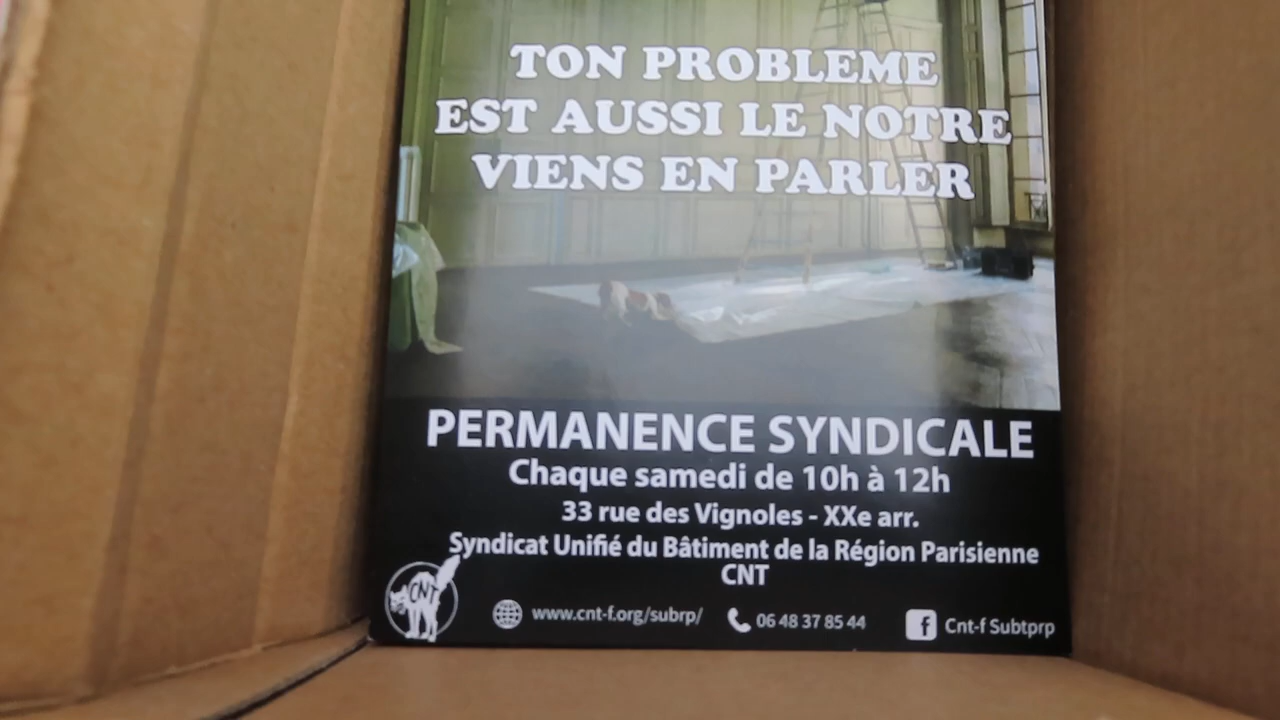 TON PROBLEME
EST AUSSI LE NOTRE
VIENS EN PARLER
PERMANENCE SYNDICALE
Chaque samedi de 10h à 12h
33 rue des Vignoles - XXe arr.
Syndicat Unifié du Bâtiment de la Région Parisienne
CNT
CNT
www.cnt-f.org/subrp/ 06 48 37 85 44 f Cnt-f Subtprp